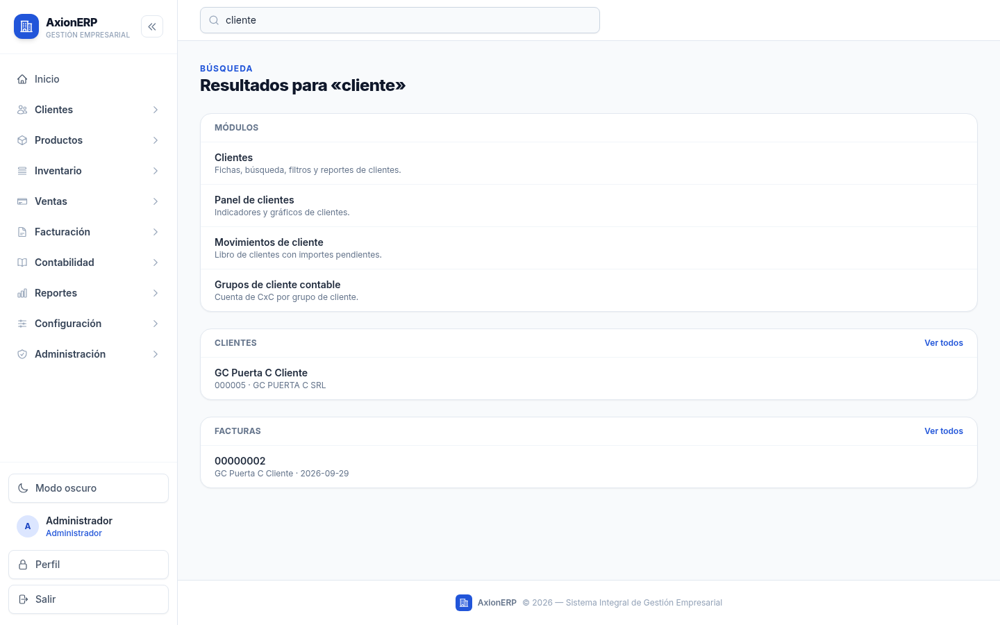 AxionERP
GESTIÓN EMPRESARIAL
Inicio
Clientes
Productos
Inventario
Ventas
Facturación
Contabilidad
Reportes
Configuración
Administración
Modo oscuro
A
Administrador
Administrador
Perfil
Salir
cliente
BÚSQUEDA
Resultados para «cliente»
MÓDULOS
Clientes
Fichas, búsqueda, filtros y reportes de clientes.
Panel de clientes
Indicadores y gráficos de clientes.
Movimientos de cliente
Libro de clientes con importes pendientes.
Grupos de cliente contable
Cuenta de CxC por grupo de cliente.
CLIENTES Ver todos
GC Puerta C Cliente
000005 · GC PUERTA C SRL
FACTURAS Ver todos
00000002
GC Puerta C Cliente · 2026-09-29
AxionERP © 2026 — Sistema Integral de Gestión Empresarial